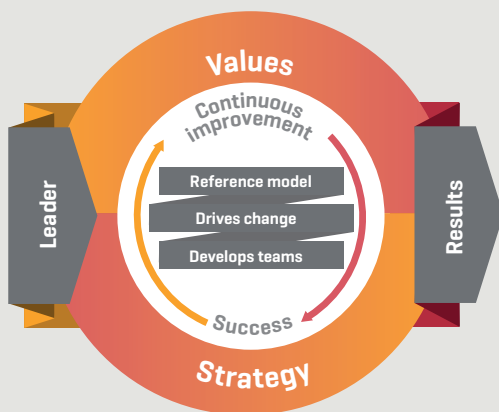 Values
Continuous
improvement
Reference model
Drives change
Develops teams
Leader
Results
Success
Strategy